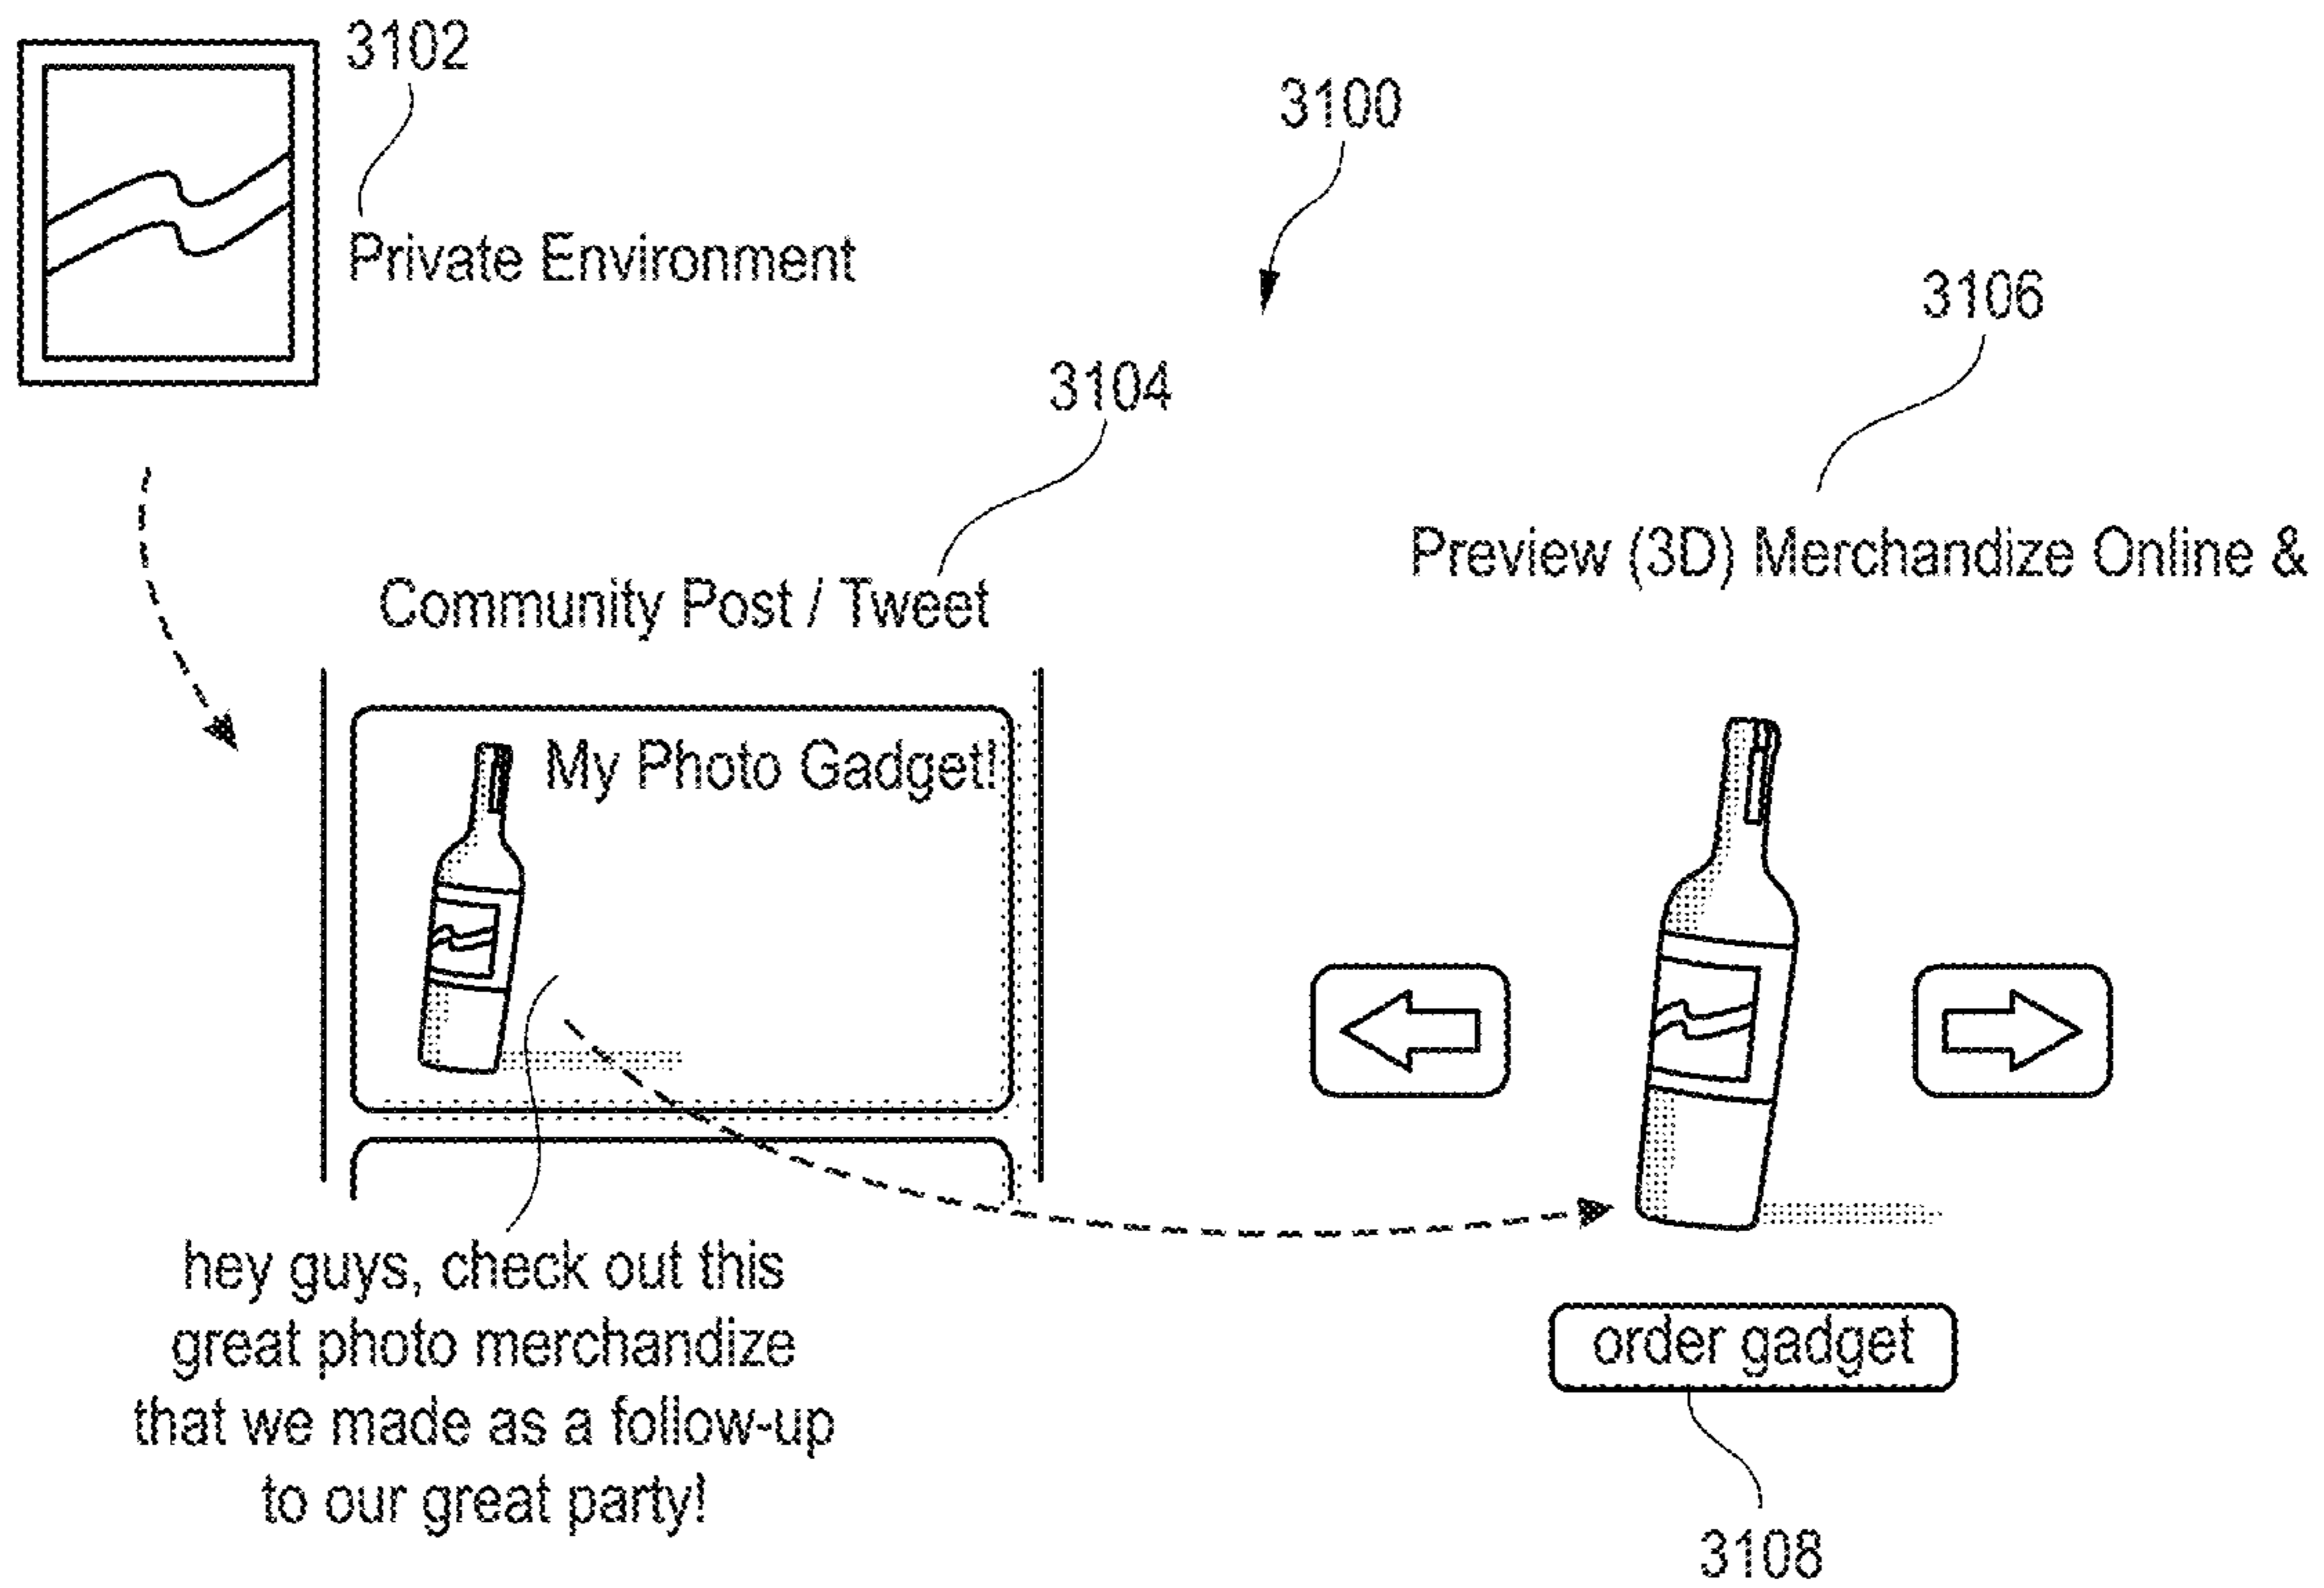 3102
3100
Private Environment
3106
3104
Preview (3D) Merchandize Online &
Community Post / Tweet
My Photo Gadget!
hey guys, check out this
great photo merchandize
that we made as a follow-up
to our great party!
order gadget
3108